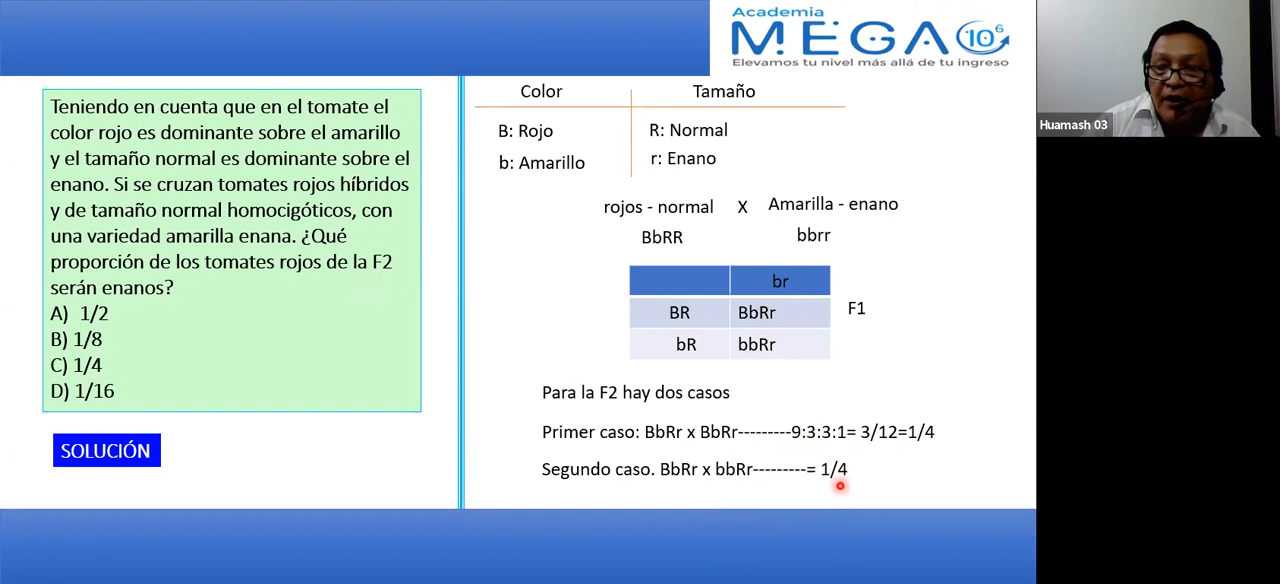 Academia
MEGA 10⁶
Elevamos tu nivel más allá de tu ingreso
Huamash 03
Teniendo en cuenta que en el tomate el
color rojo es dominante sobre el amarillo
y el tamaño normal es dominante sobre el
enano. Si se cruzan tomates rojos híbridos
y de tamaño normal homocigóticos, con
una variedad amarilla enana. ¿Qué
proporción de los tomates rojos de la F2
serán enanos?
A) 1/2
B) 1/8
C) 1/4
D) 1/16
SOLUCIÓN
Color Tamaño
B: Rojo R: Normal
b: Amarillo r: Enano
rojos - normal X Amarilla - enano
BbRR bbrr
br
BR BbRr F1
bR bbRr
Para la F2 hay dos casos
Primer caso: BbRr x BbRr---------9:3:3:1= 3/12=1/4
Segundo caso. BbRr x bbRr---------= 1/4